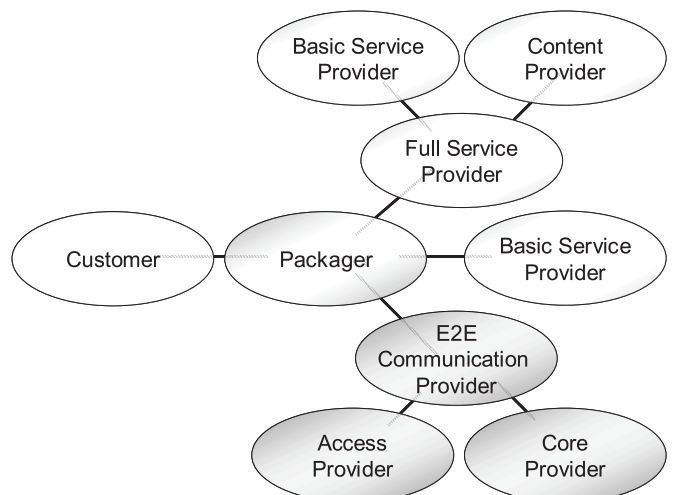 Basic Service
Provider
Content
Provider
Full Service
Provider
Customer
Packager
Basic Service
Provider
E2E
Communication
Provider
Access
Provider
Core
Provider